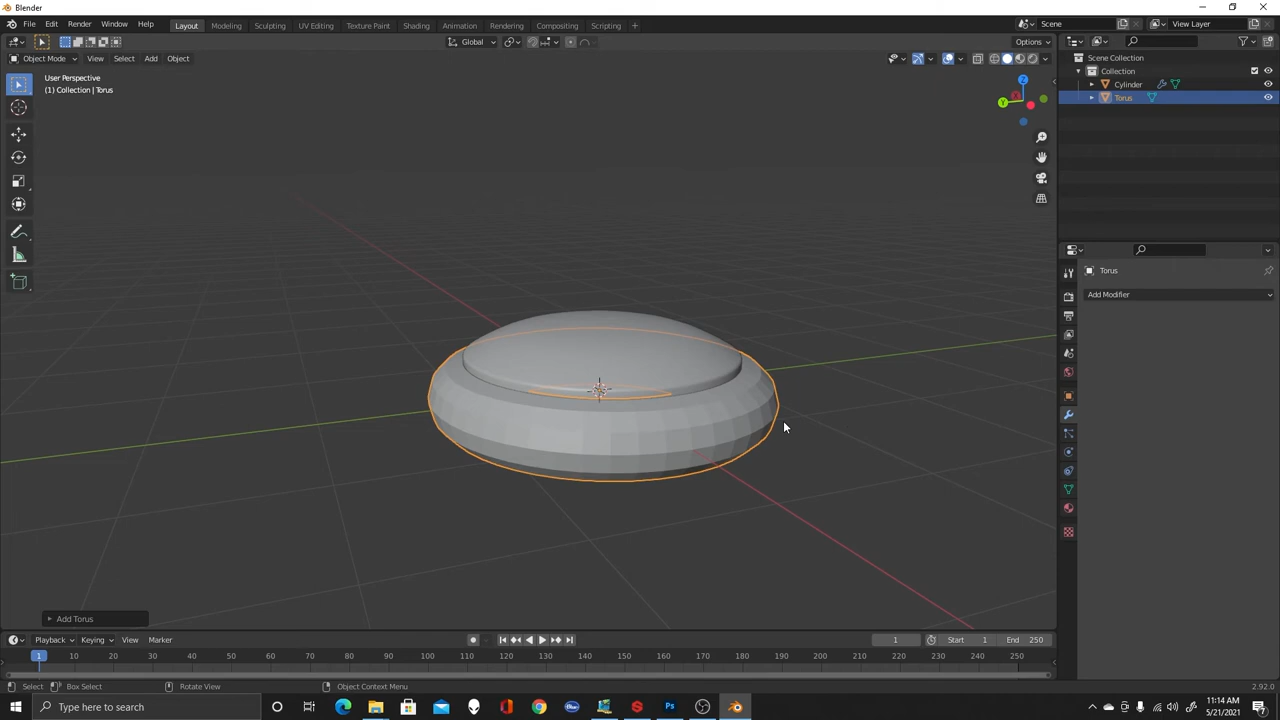 Blender
File Edit Render Window Help Layout Modeling Sculpting UV Editing Texture Paint Shading Animation Rendering Compositing Scripting + Scene View Layer
Global Options
Object Mode View Select Add Object
User Perspective
(1) Collection | Torus
Z
Y
X
Scene Collection
Collection
Cylinder
Torus
Torus
Add Modifier
Add Torus
Playback Keying View Marker 1 Start 1 End 250
1 10 20 30 40 50 60 70 80 90 100 110 120 130 140 150 160 170 180 190 200 210 220 230 240 250
Select Box Select Rotate View Object Context Menu 2.92.0
Type here to search
11:14 AM
5/21/2021